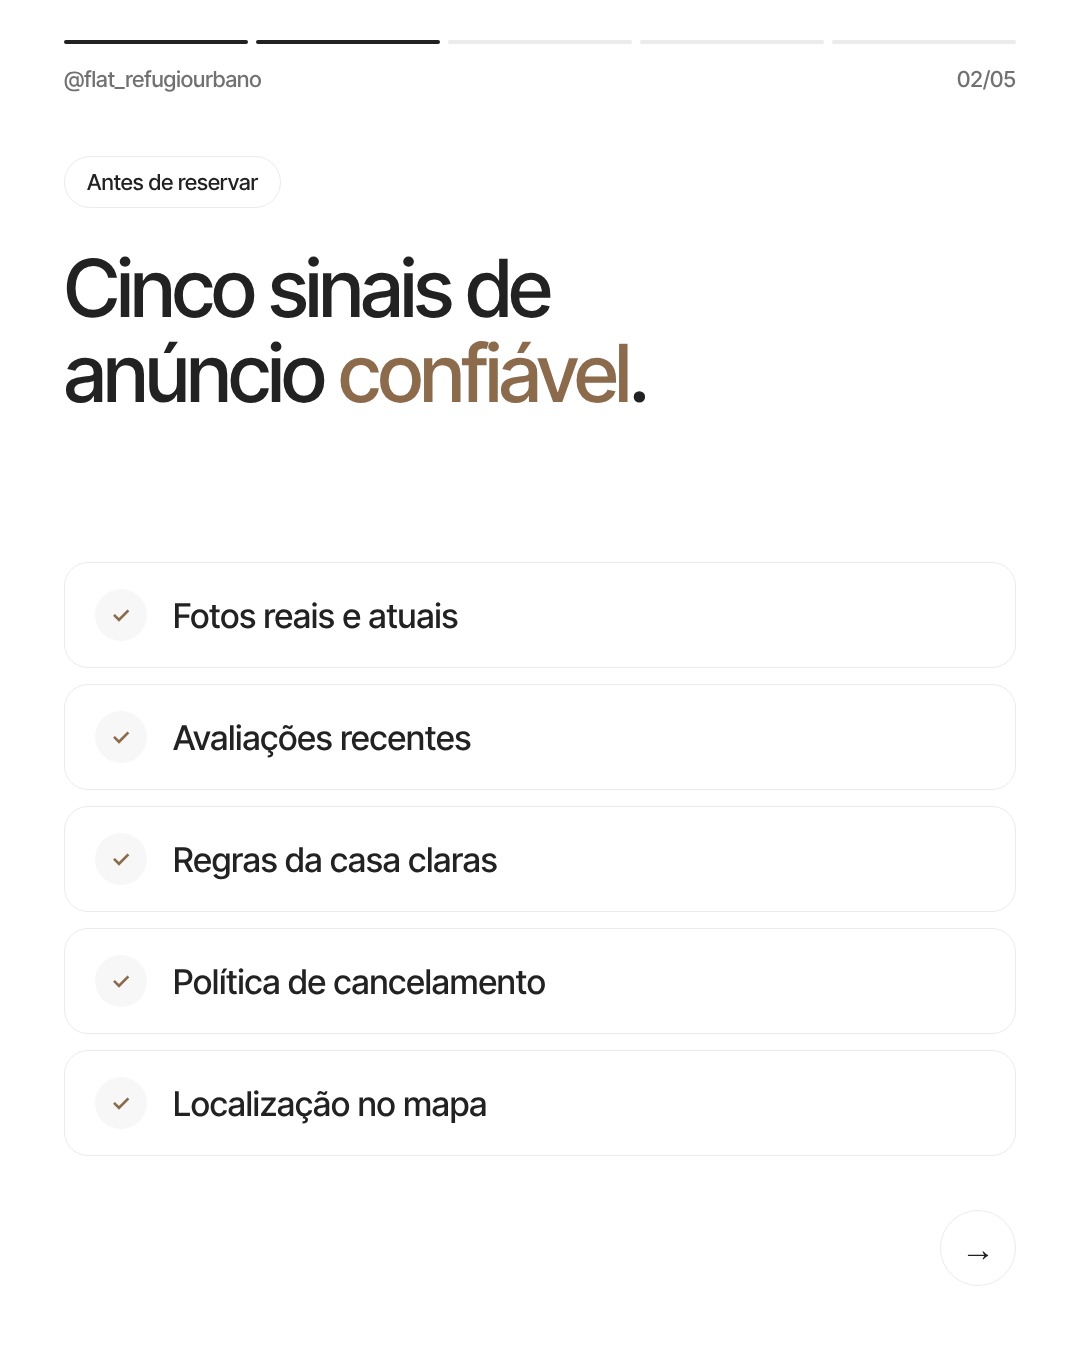 @flat_refugiourbano
02/05
Antes de reservar
Cinco sinais de
anúncio confiável.
Fotos reais e atuais
Avaliações recentes
Regras da casa claras
Política de cancelamento
Localização no mapa
→